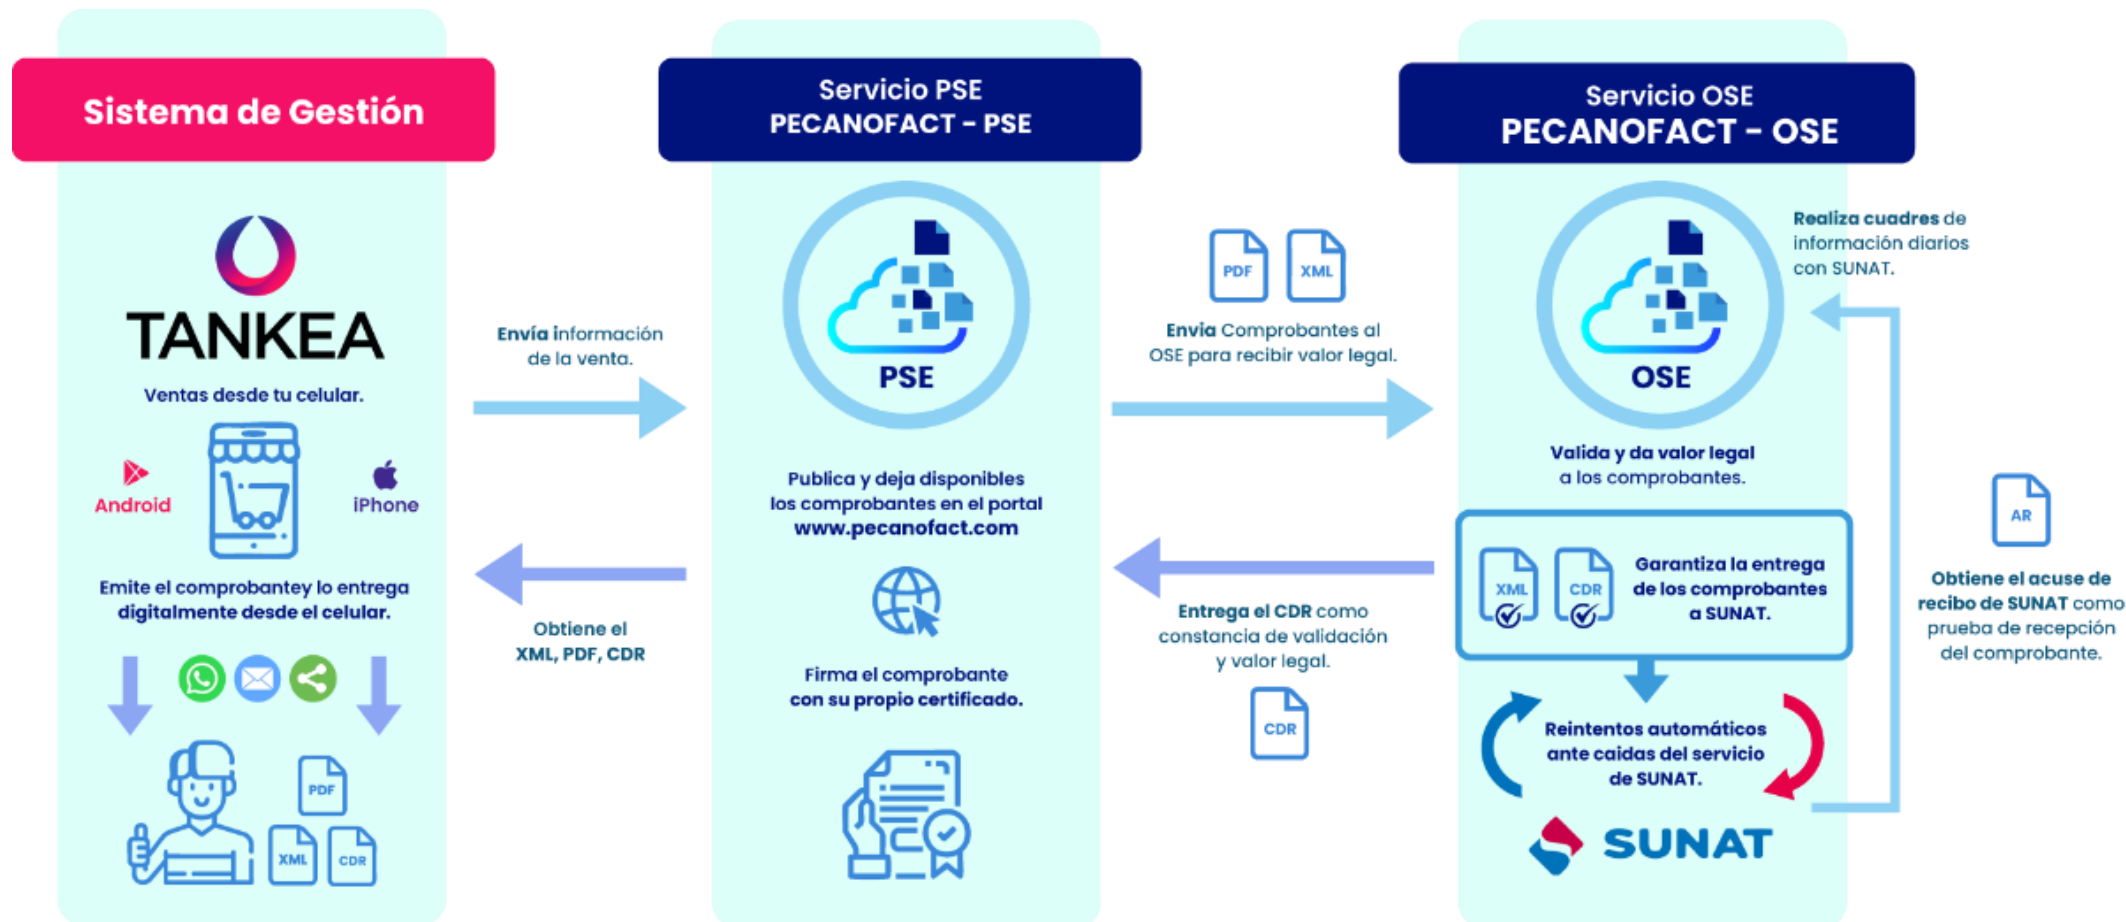 Sistema de Gestión
TANKEA
Ventas desde tu celular.
Android
iPhone
Emite el comprobantey lo entrega
digitalmente desde el celular.
PDF
XML
CDR
Envía información
de la venta.
Obtiene el
XML, PDF, CDR
Servicio PSE
PECANOFACT - PSE
PSE
Publica y deja disponibles
los comprobantes en el portal
www.pecanofact.com
Firma el comprobante
con su propio certificado.
PDF
XML
Envia Comprobantes al
OSE para recibir valor legal.
Entrega el CDR como
constancia de validación
y valor legal.
CDR
Servicio OSE
PECANOFACT - OSE
OSE
Valida y da valor legal
a los comprobantes.
XML
CDR
Garantiza la entrega
de los comprobantes
a SUNAT.
Reintentos automáticos
ante caidas del servicio
de SUNAT.
SUNAT
Realiza cuadres de
información diarios
con SUNAT.
AR
Obtiene el acuse de
recibo de SUNAT como
prueba de recepción
del comprobante.